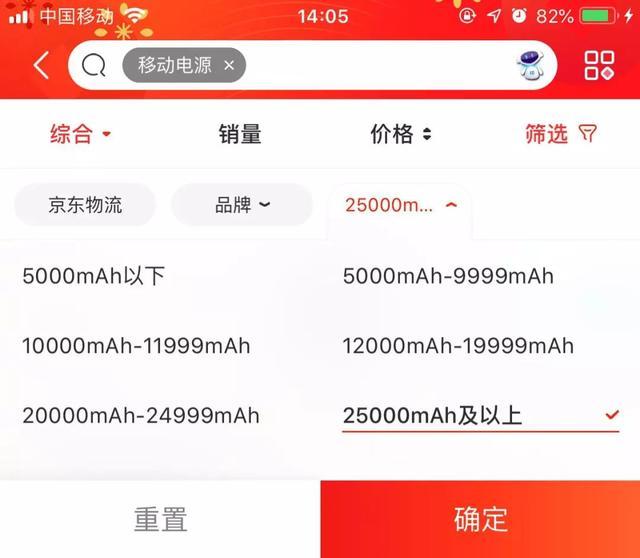 中国移动 14:05 82%
移动电源 ×
综合 销量 价格 筛选
京东物流 品牌 25000m...
5000mAh以下 5000mAh-9999mAh
10000mAh-11999mAh 12000mAh-19999mAh
20000mAh-24999mAh 25000mAh及以上
重置 确定